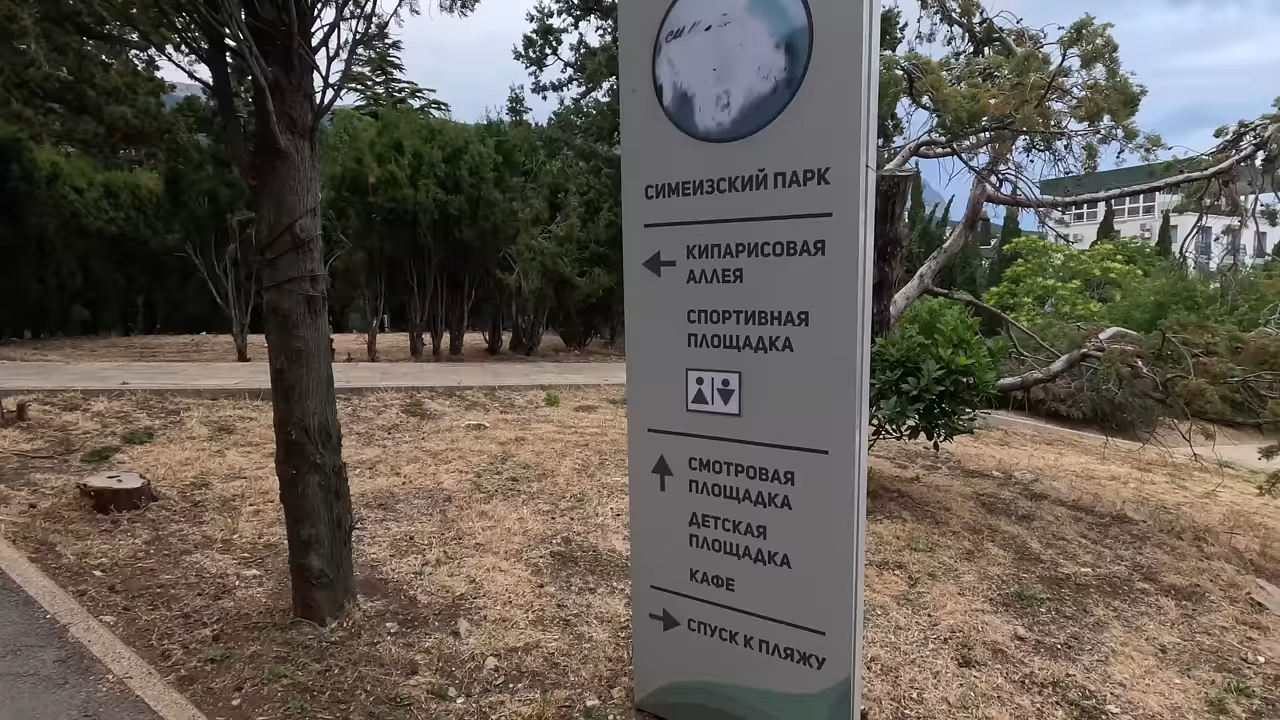 СИМЕИЗСКИЙ ПАРК
КИПАРИСОВАЯ
АЛЛЕЯ
СПОРТИВНАЯ
ПЛОЩАДКА
СМОТРОВАЯ
ПЛОЩАДКА
ДЕТСКАЯ
ПЛОЩАДКА
КАФЕ
СПУСК К ПЛЯЖУ